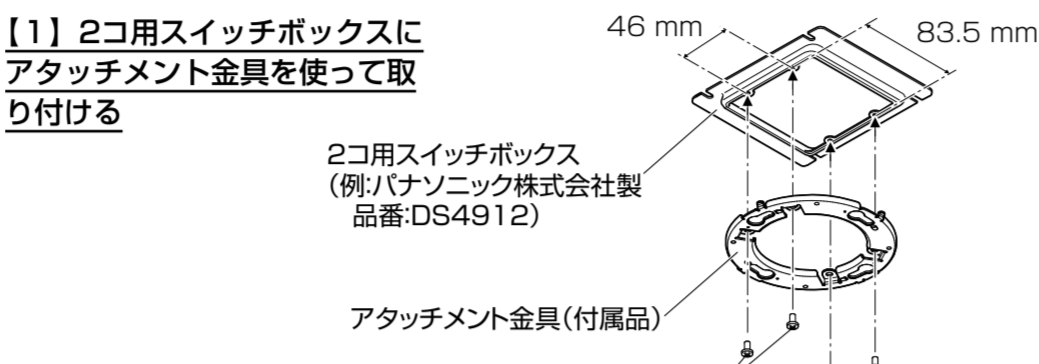 【1】2コ用スイッチボックスに
アタッチメント金具を使って取
り付ける
46 mm
83.5 mm
2コ用スイッチボックス
(例:パナソニック株式会社製
品番:DS4912)
アタッチメント金具(付属品)